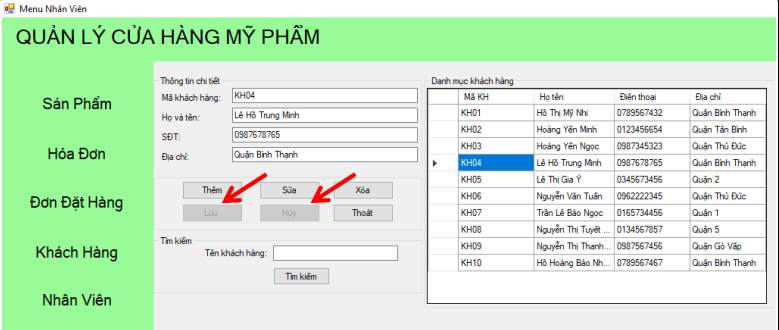 Menu Nhân Viên
QUẢN LÝ CỬA HÀNG MỸ PHẨM
Sản Phẩm
Hóa Đơn
Đơn Đặt Hàng
Khách Hàng
Nhân Viên
Thông tin chi tiết
Mã khách hàng: KH04
Họ và tên: Lê Hồ Trung Minh
SĐT: 0987678765
Địa chỉ: Quận Bình Thạnh
Thêm Sửa Xóa
Lưu Hủy Thoát
Tìm kiếm
Tên khách hàng:
Tìm kiếm
Danh mục khách hàng
Mã KH Họ tên Điện thoại Địa chỉ
KH01 Hồ Thị Mỹ Nhi 0789567432 Quận Bình Thạnh
KH02 Hoàng Yến Minh 0123456654 Quận Tân Bình
KH03 Hoàng Yến Ngọc 0987345323 Quận Thủ Đức
KH04 Lê Hồ Trung Minh 0987678765 Quận Bình Thạnh
KH05 Lê Thị Gia Ý 0345673456 Quận 2
KH06 Nguyễn Văn Tuấn 0962222345 Quận Thủ Đức
KH07 Trần Lê Bảo Ngọc 0165734456 Quận 1
KH08 Nguyễn Thị Tuyết ... 0134567857 Quận 5
KH09 Nguyễn Thị Thanh... 0987567456 Quận Gò Vấp
KH10 Hồ Hoàng Bảo Nh... 0789567467 Quận Bình Thạnh